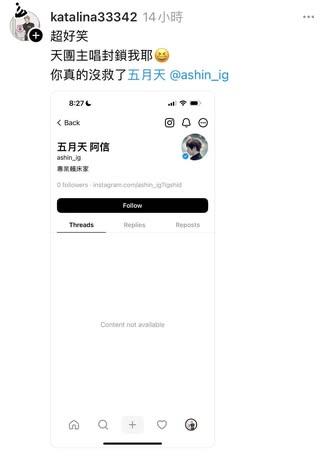 katalina33342 14小時
超好笑
天團主唱封鎖我耶😆
你真的沒救了五月天 @ashin_ig
8:27
Back
五月天 阿信
ashin_ig
專業賴床家
0 followers · instagram.com/ashin_ig?igshid
Follow
Threads Replies Reposts
Content not available